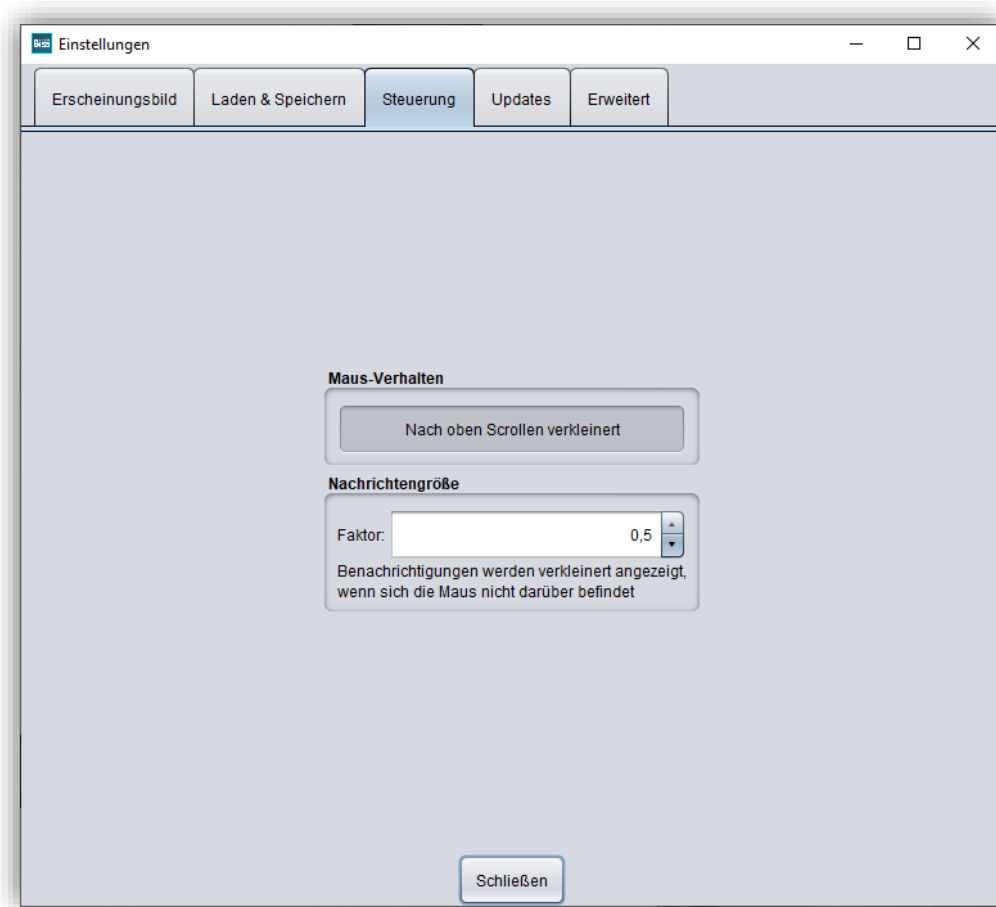 Einstellungen
Erscheinungsbild
Laden & Speichern
Steuerung
Updates
Erweitert
Maus-Verhalten
Nach oben Scrollen verkleinert
Nachrichtengröße
Faktor: 0,5
Benachrichtigungen werden verkleinert angezeigt,
wenn sich die Maus nicht darüber befindet
Schließen